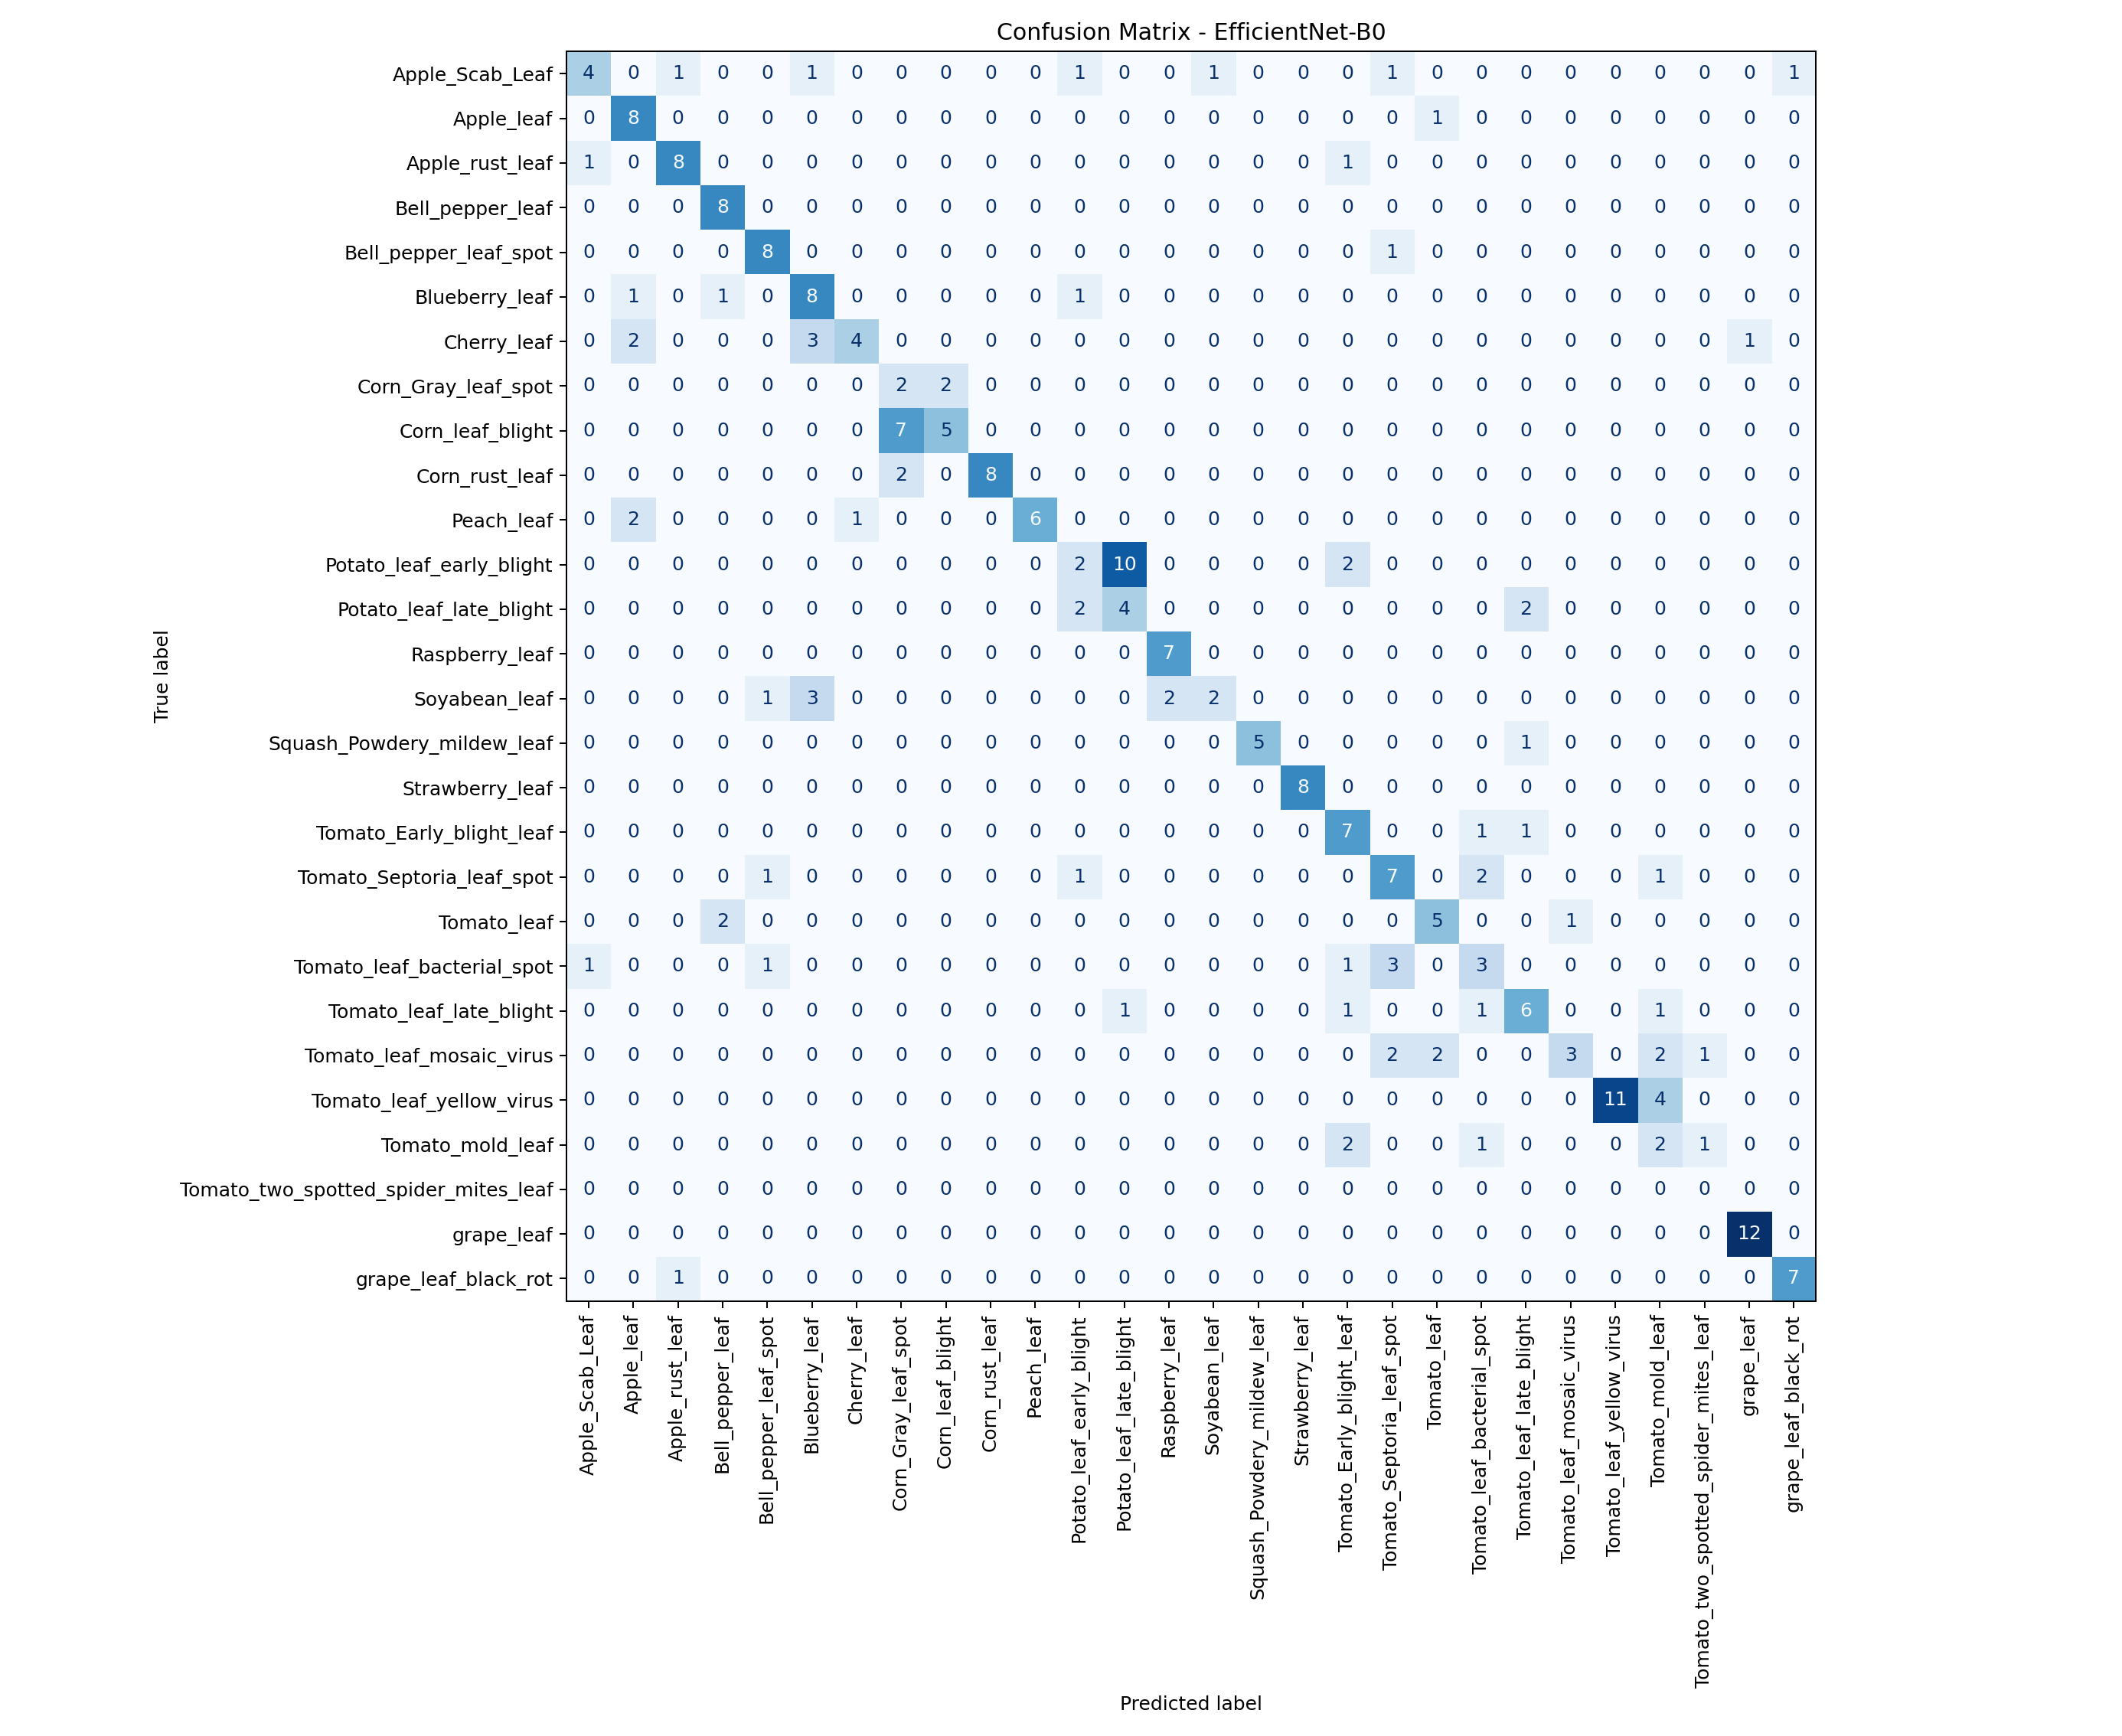 Confusion Matrix - EfficientNet-B0
Apple_Scab_Leaf 4 0 1 0 0 1 0 0 0 0 0 1 0 0 1 0 0 0 1 0 0 0 0 0 0 0 0 1
Apple_leaf 0 8 0 0 0 0 0 0 0 0 0 0 0 0 0 0 0 0 0 1 0 0 0 0 0 0 0 0
Apple_rust_leaf 1 0 8 0 0 0 0 0 0 0 0 0 0 0 0 0 0 1 0 0 0 0 0 0 0 0 0 0
Bell_pepper_leaf 0 0 0 8 0 0 0 0 0 0 0 0 0 0 0 0 0 0 0 0 0 0 0 0 0 0 0 0
Bell_pepper_leaf_spot 0 0 0 0 8 0 0 0 0 0 0 0 0 0 0 0 0 0 1 0 0 0 0 0 0 0 0 0
Blueberry_leaf 0 1 0 1 0 8 0 0 0 0 0 1 0 0 0 0 0 0 0 0 0 0 0 0 0 0 0 0
Cherry_leaf 0 2 0 0 0 3 4 0 0 0 0 0 0 0 0 0 0 0 0 0 0 0 0 0 0 0 1 0
Corn_Gray_leaf_spot 0 0 0 0 0 0 0 2 2 0 0 0 0 0 0 0 0 0 0 0 0 0 0 0 0 0 0 0
Corn_leaf_blight 0 0 0 0 0 0 0 7 5 0 0 0 0 0 0 0 0 0 0 0 0 0 0 0 0 0 0 0
Corn_rust_leaf 0 0 0 0 0 0 0 2 0 8 0 0 0 0 0 0 0 0 0 0 0 0 0 0 0 0 0 0
Peach_leaf 0 2 0 0 0 0 1 0 0 0 6 0 0 0 0 0 0 0 0 0 0 0 0 0 0 0 0 0
Potato_leaf_early_blight 0 0 0 0 0 0 0 0 0 0 0 2 10 0 0 0 0 2 0 0 0 0 0 0 0 0 0 0
Potato_leaf_late_blight 0 0 0 0 0 0 0 0 0 0 0 2 4 0 0 0 0 0 0 0 0 2 0 0 0 0 0 0
Raspberry_leaf 0 0 0 0 0 0 0 0 0 0 0 0 0 7 0 0 0 0 0 0 0 0 0 0 0 0 0 0
Soyabean_leaf 0 0 0 0 1 3 0 0 0 0 0 0 0 2 2 0 0 0 0 0 0 0 0 0 0 0 0 0
Squash_Powdery_mildew_leaf 0 0 0 0 0 0 0 0 0 0 0 0 0 0 0 5 0 0 0 0 0 1 0 0 0 0 0 0
Strawberry_leaf 0 0 0 0 0 0 0 0 0 0 0 0 0 0 0 0 8 0 0 0 0 0 0 0 0 0 0 0
Tomato_Early_blight_leaf 0 0 0 0 0 0 0 0 0 0 0 0 0 0 0 0 0 7 0 0 1 1 0 0 0 0 0 0
Tomato_Septoria_leaf_spot 0 0 0 0 1 0 0 0 0 0 0 1 0 0 0 0 0 0 7 0 2 0 0 0 1 0 0 0
Tomato_leaf 0 0 0 2 0 0 0 0 0 0 0 0 0 0 0 0 0 0 0 5 0 0 1 0 0 0 0 0
Tomato_leaf_bacterial_spot 1 0 0 0 1 0 0 0 0 0 0 0 0 0 0 0 0 1 3 0 3 0 0 0 0 0 0 0
Tomato_leaf_late_blight 0 0 0 0 0 0 0 0 0 0 0 0 1 0 0 0 0 1 0 0 1 6 0 0 1 0 0 0
Tomato_leaf_mosaic_virus 0 0 0 0 0 0 0 0 0 0 0 0 0 0 0 0 0 0 2 2 0 0 3 0 2 1 0 0
Tomato_leaf_yellow_virus 0 0 0 0 0 0 0 0 0 0 0 0 0 0 0 0 0 0 0 0 0 0 0 11 4 0 0 0
Tomato_mold_leaf 0 0 0 0 0 0 0 0 0 0 0 0 0 0 0 0 0 2 0 0 1 0 0 0 2 1 0 0
Tomato_two_spotted_spider_mites_leaf 0 0 0 0 0 0 0 0 0 0 0 0 0 0 0 0 0 0 0 0 0 0 0 0 0 0 0 0
grape_leaf 0 0 0 0 0 0 0 0 0 0 0 0 0 0 0 0 0 0 0 0 0 0 0 0 0 0 12 0
grape_leaf_black_rot 0 0 1 0 0 0 0 0 0 0 0 0 0 0 0 0 0 0 0 0 0 0 0 0 0 0 0 7
True label
Apple_Scab_Leaf
Apple_leaf
Apple_rust_leaf
Bell_pepper_leaf
Bell_pepper_leaf_spot
Blueberry_leaf
Cherry_leaf
Corn_Gray_leaf_spot
Corn_leaf_blight
Corn_rust_leaf
Peach_leaf
Potato_leaf_early_blight
Potato_leaf_late_blight
Raspberry_leaf
Soyabean_leaf
Squash_Powdery_mildew_leaf
Strawberry_leaf
Tomato_Early_blight_leaf
Tomato_Septoria_leaf_spot
Tomato_leaf
Tomato_leaf_bacterial_spot
Tomato_leaf_late_blight
Tomato_leaf_mosaic_virus
Tomato_leaf_yellow_virus
Tomato_mold_leaf
Tomato_two_spotted_spider_mites_leaf
grape_leaf
grape_leaf_black_rot
Predicted label